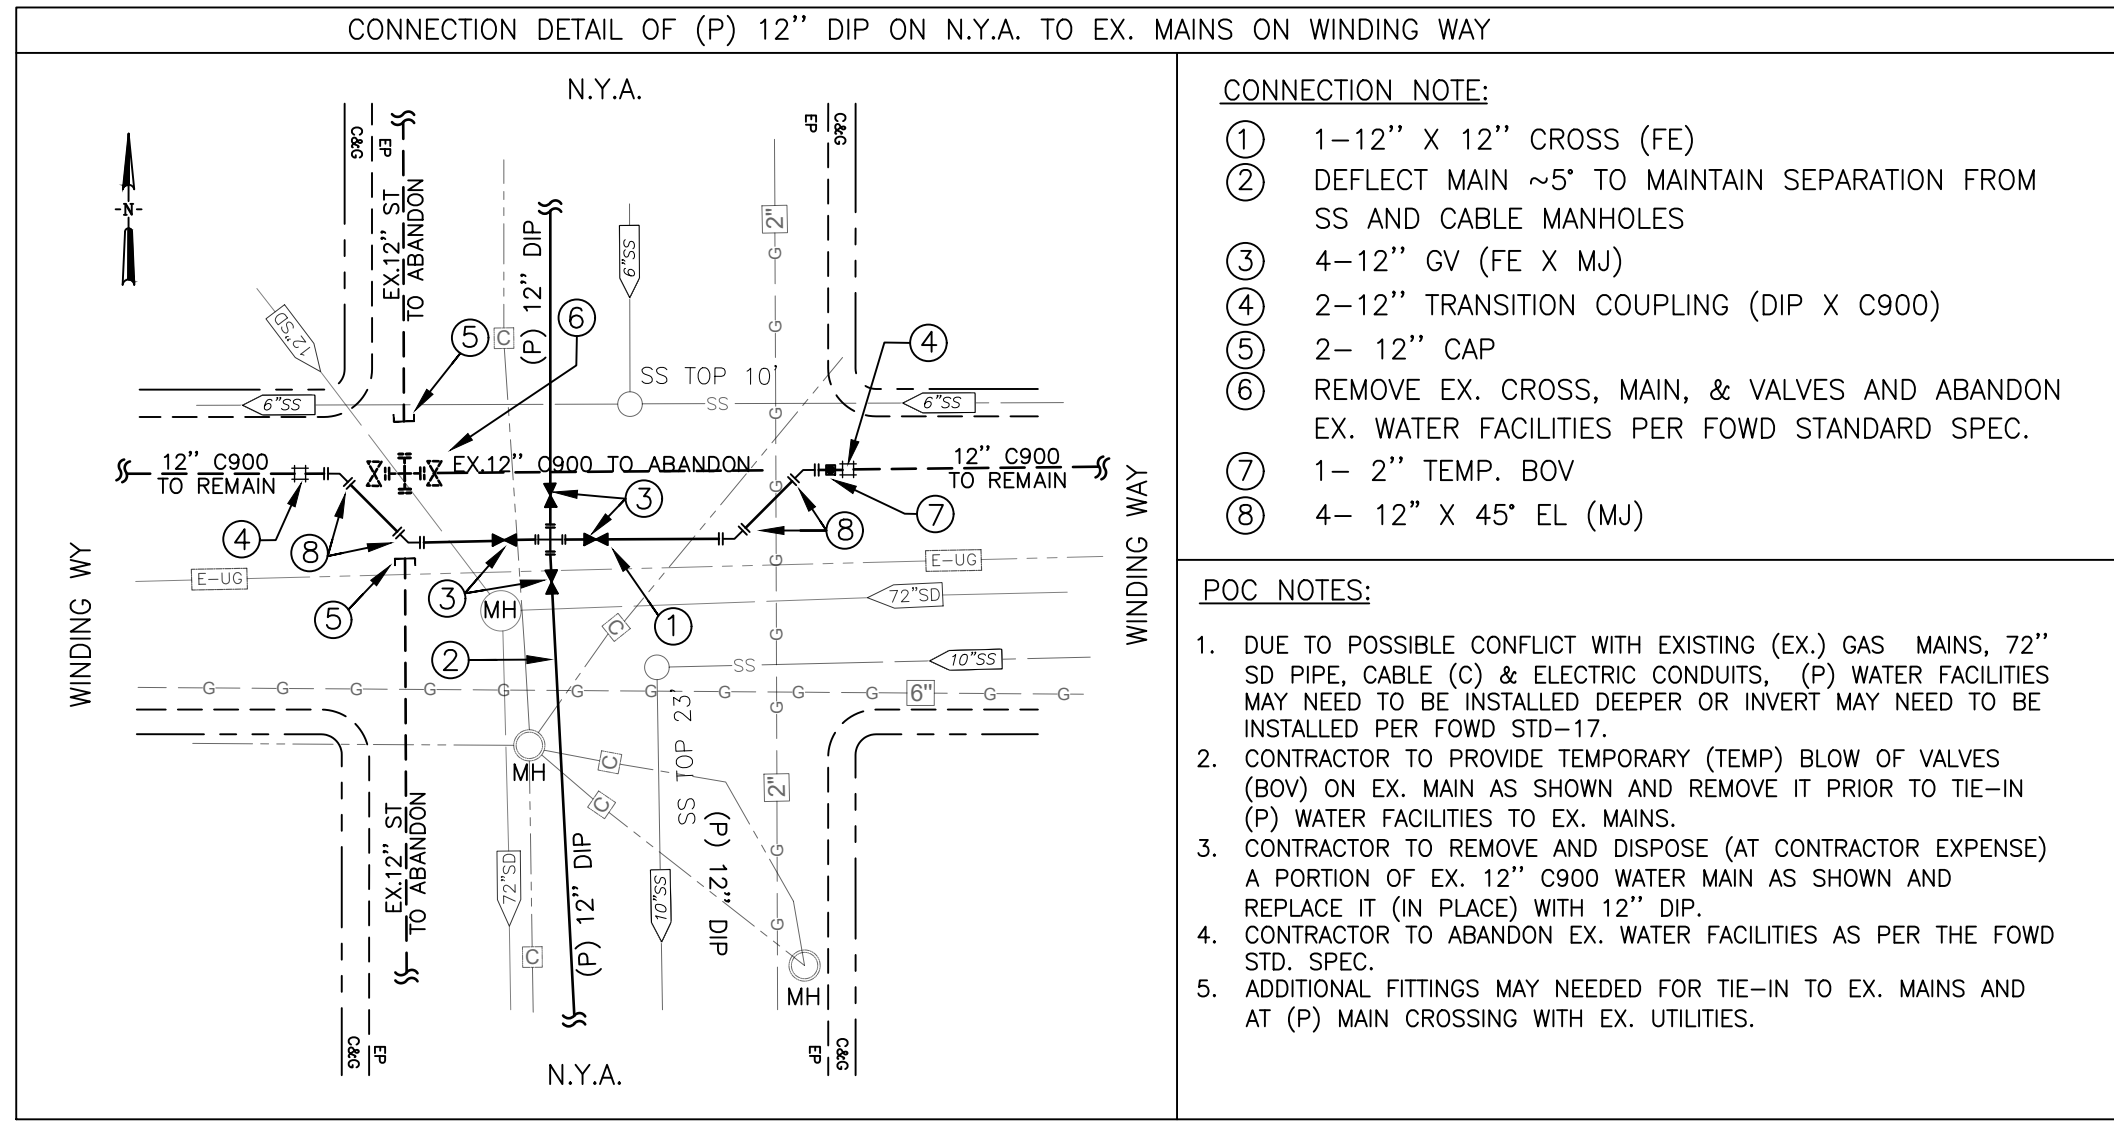 CONNECTION DETAIL OF (P) 12'' DIP ON N.Y.A. TO EX. MAINS ON WINDING WAY
N.Y.A.
C&G
EP
EP
C&G
-N-
EX.12'' ST
TO ABANDON
(P) 12'' DIP
6"SS
2"
G
12"SD
5
C
6
G
4
SS TOP 10'
G
6"SS
SS
6"SS
G
12'' C900
TO REMAIN
EX.12'' C900 TO ABANDON
12'' C900
TO REMAIN
G
3
7
4
8
8
WINDING WY
WINDING WAY
E-UG
G
E-UG
5
3
MH
72"SD
C
1
G
2
SS
10"SS
G
G
G
G
G
G
G
G
G
G
6"
G
G
G
SS TOP 23'
MH
C
C
2"
EX.12'' ST
TO ABANDON
(P) 12'' DIP
(P) 12'' DIP
G
72"SD
10"SS
G
C
MH
C&G
EP
EP
C&G
N.Y.A.
CONNECTION NOTE:
1 1-12'' X 12'' CROSS (FE)
2 DEFLECT MAIN ~5° TO MAINTAIN SEPARATION FROM
SS AND CABLE MANHOLES
3 4-12'' GV (FE X MJ)
4 2-12'' TRANSITION COUPLING (DIP X C900)
5 2- 12'' CAP
6 REMOVE EX. CROSS, MAIN, & VALVES AND ABANDON
EX. WATER FACILITIES PER FOWD STANDARD SPEC.
7 1- 2'' TEMP. BOV
8 4- 12" X 45° EL (MJ)
POC NOTES:
1. DUE TO POSSIBLE CONFLICT WITH EXISTING (EX.) GAS MAINS, 72''
SD PIPE, CABLE (C) & ELECTRIC CONDUITS, (P) WATER FACILITIES
MAY NEED TO BE INSTALLED DEEPER OR INVERT MAY NEED TO BE
INSTALLED PER FOWD STD-17.
2. CONTRACTOR TO PROVIDE TEMPORARY (TEMP) BLOW OF VALVES
(BOV) ON EX. MAIN AS SHOWN AND REMOVE IT PRIOR TO TIE-IN
(P) WATER FACILITIES TO EX. MAINS.
3. CONTRACTOR TO REMOVE AND DISPOSE (AT CONTRACTOR EXPENSE)
A PORTION OF EX. 12'' C900 WATER MAIN AS SHOWN AND
REPLACE IT (IN PLACE) WITH 12'' DIP.
4. CONTRACTOR TO ABANDON EX. WATER FACILITIES AS PER THE FOWD
STD. SPEC.
5. ADDITIONAL FITTINGS MAY NEEDED FOR TIE-IN TO EX. MAINS AND
AT (P) MAIN CROSSING WITH EX. UTILITIES.